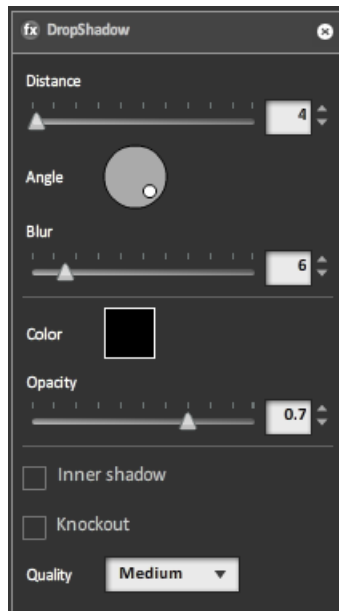 fx DropShadow
Distance
4
Angle
Blur
6
Color
Opacity
0.7
Inner shadow
Knockout
Quality Medium